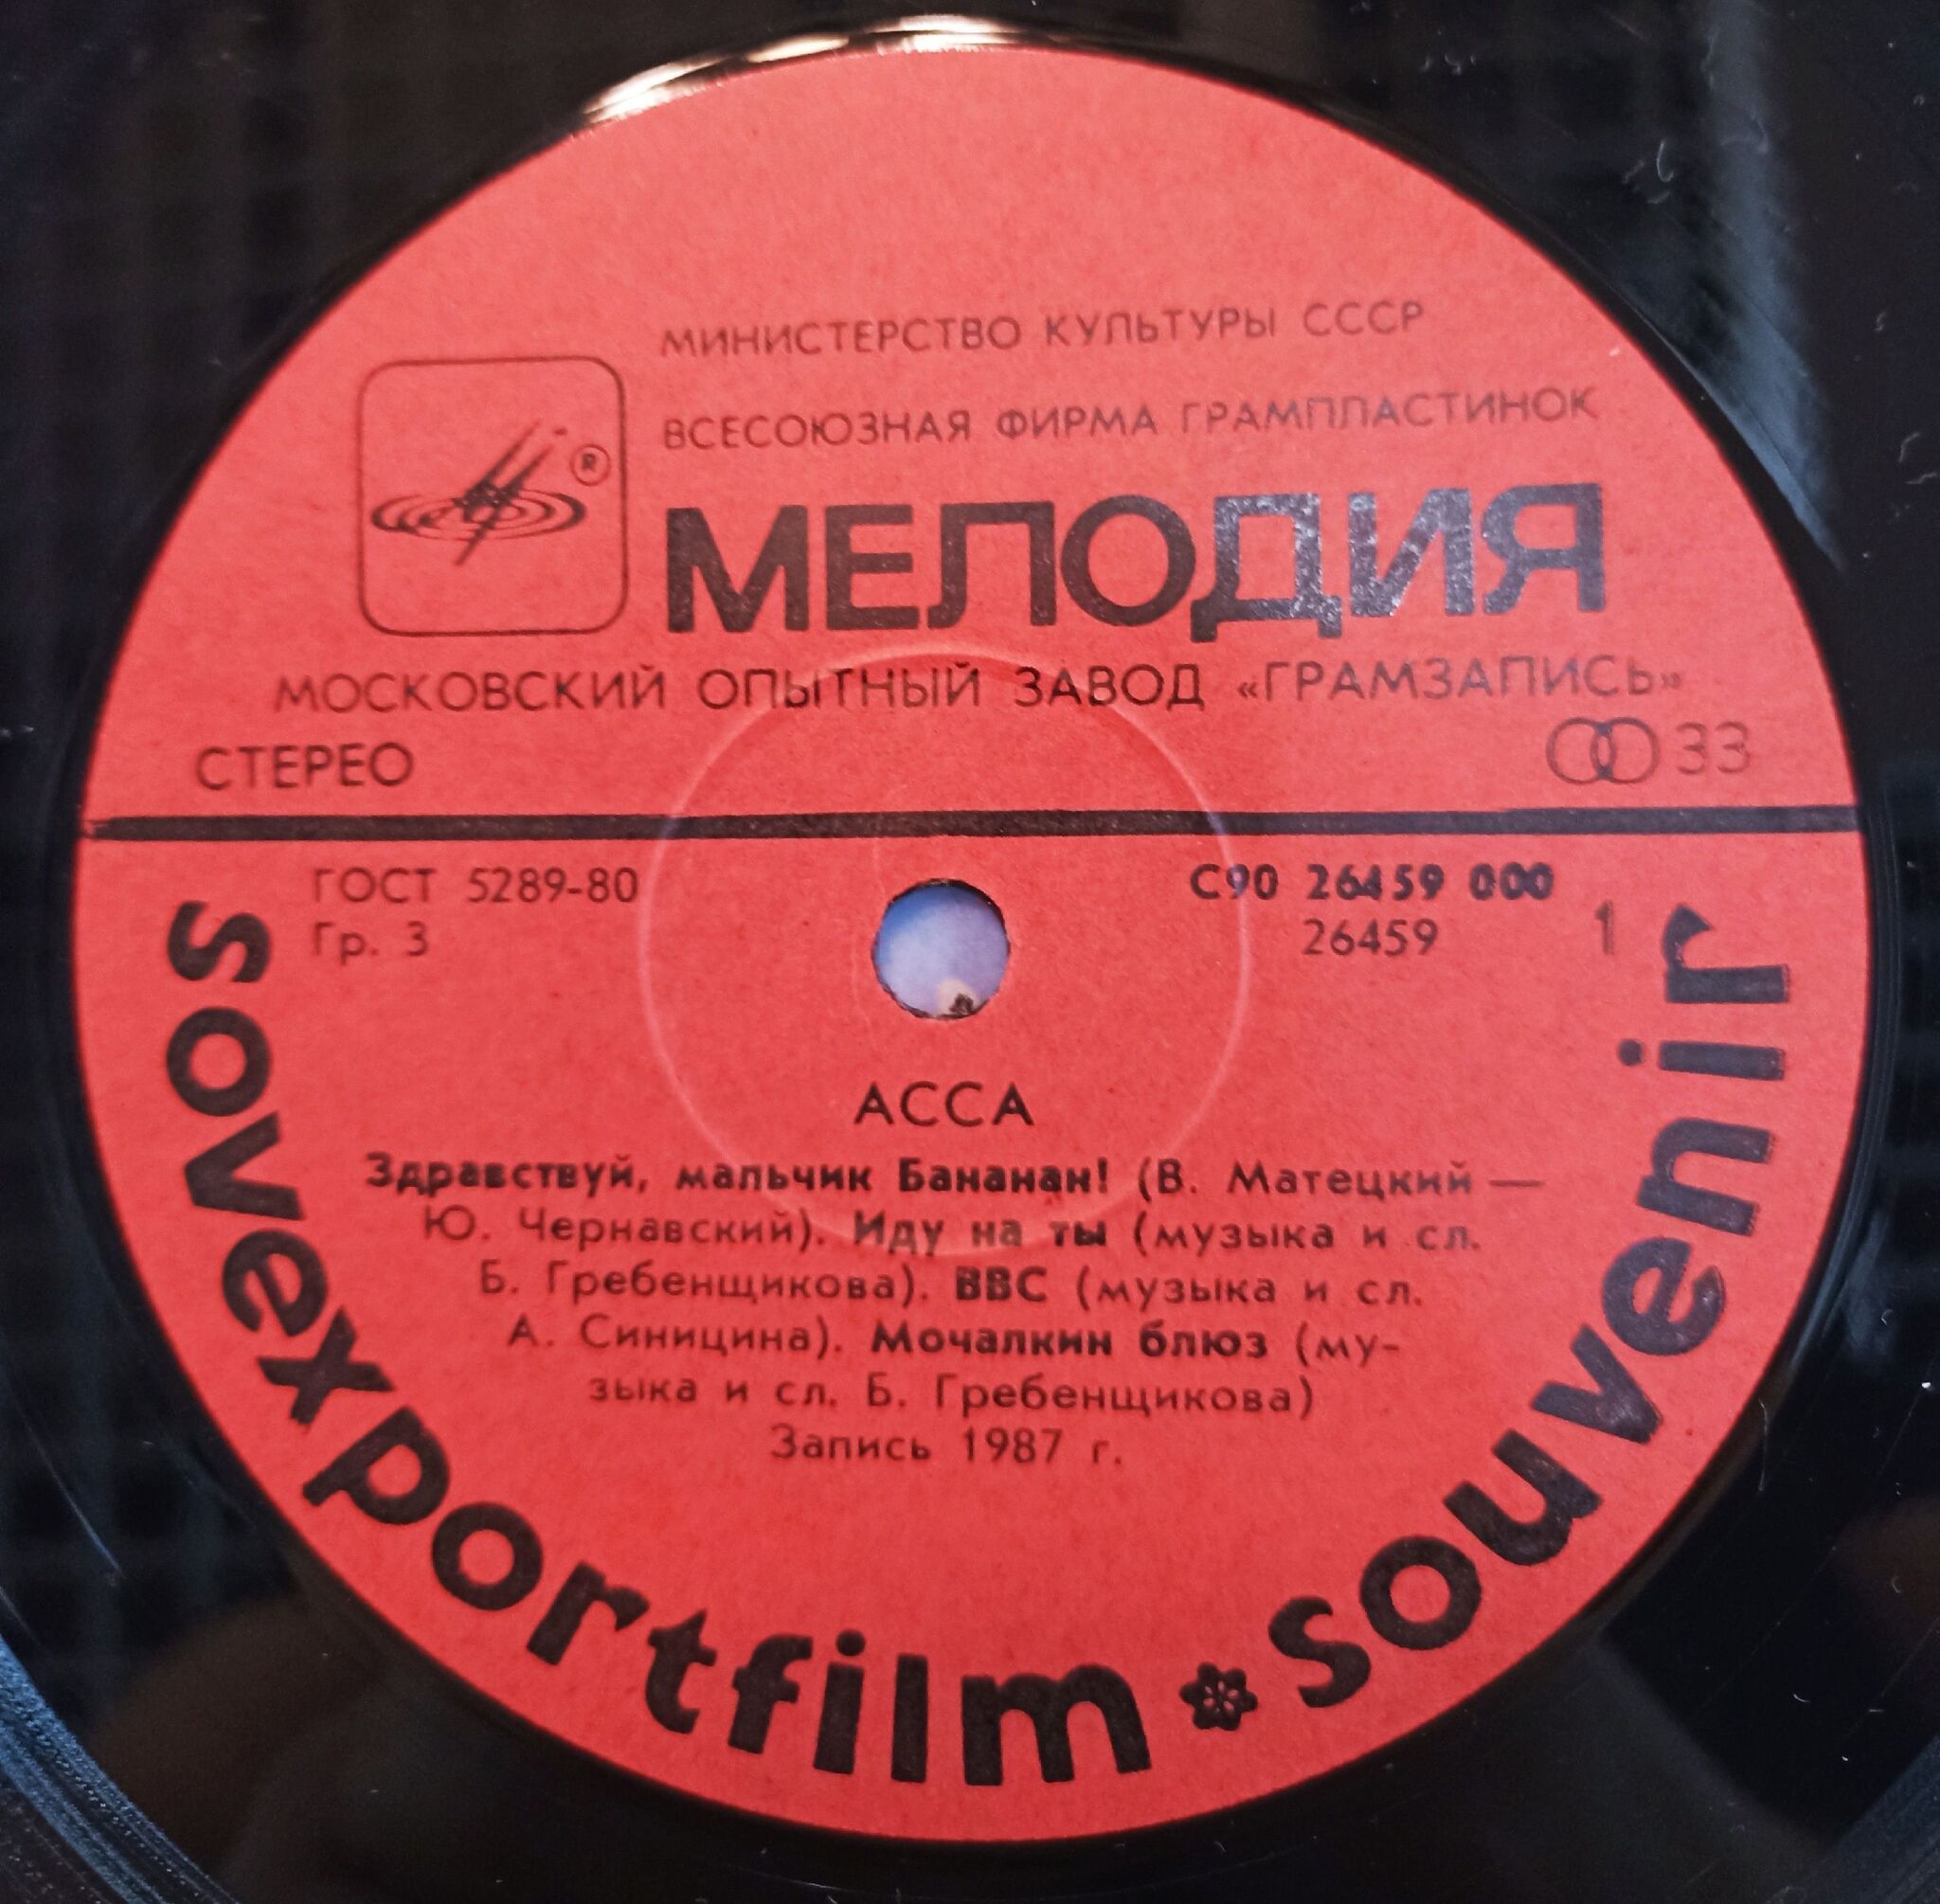 МИНИСТЕРСТВО КУЛЬТУРЫ СССР
ВСЕСОЮЗНАЯ ФИРМА ГРАМПЛАСТИНОК
®
МЕЛОДИЯ
МОСКОВСКИЙ ОПЫТНЫЙ ЗАВОД «ГРАМЗАПИСЬ»
СТЕРЕО
33
ГОСТ 5289-80
Гр. 3
С90 26459 000
26459
1
АССА
Здравствуй, мальчик Бананан! (В. Матецкий —
Ю. Чернавский). Иду на ты (музыка и сл.
Б. Гребенщикова). ВВС (музыка и сл.
А. Синицина). Мочалкин блюз (му-
зыка и сл. Б. Гребенщикова)
Запись 1987 г.
sovexportfilm * souvenir